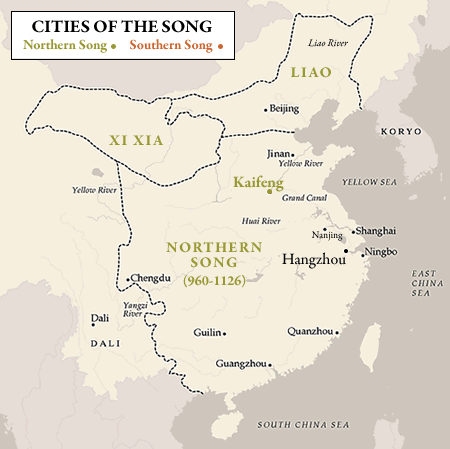 CITIES OF THE SONG
Northern Song Southern Song
Liao River
LIAO
Beijing
XI XIA
KORYO
Jinan
Yellow River
Yellow River
Kaifeng
YELLOW SEA
Grand Canal
Huai River
Nanjing
Shanghai
NORTHERN
SONG
(960-1126)
Hangzhou
Ningbo
Chengdu
EAST
CHINA
SEA
Yangzi
River
Dali
DALI
Guilin
Quanzhou
Guangzhou
SOUTH CHINA SEA